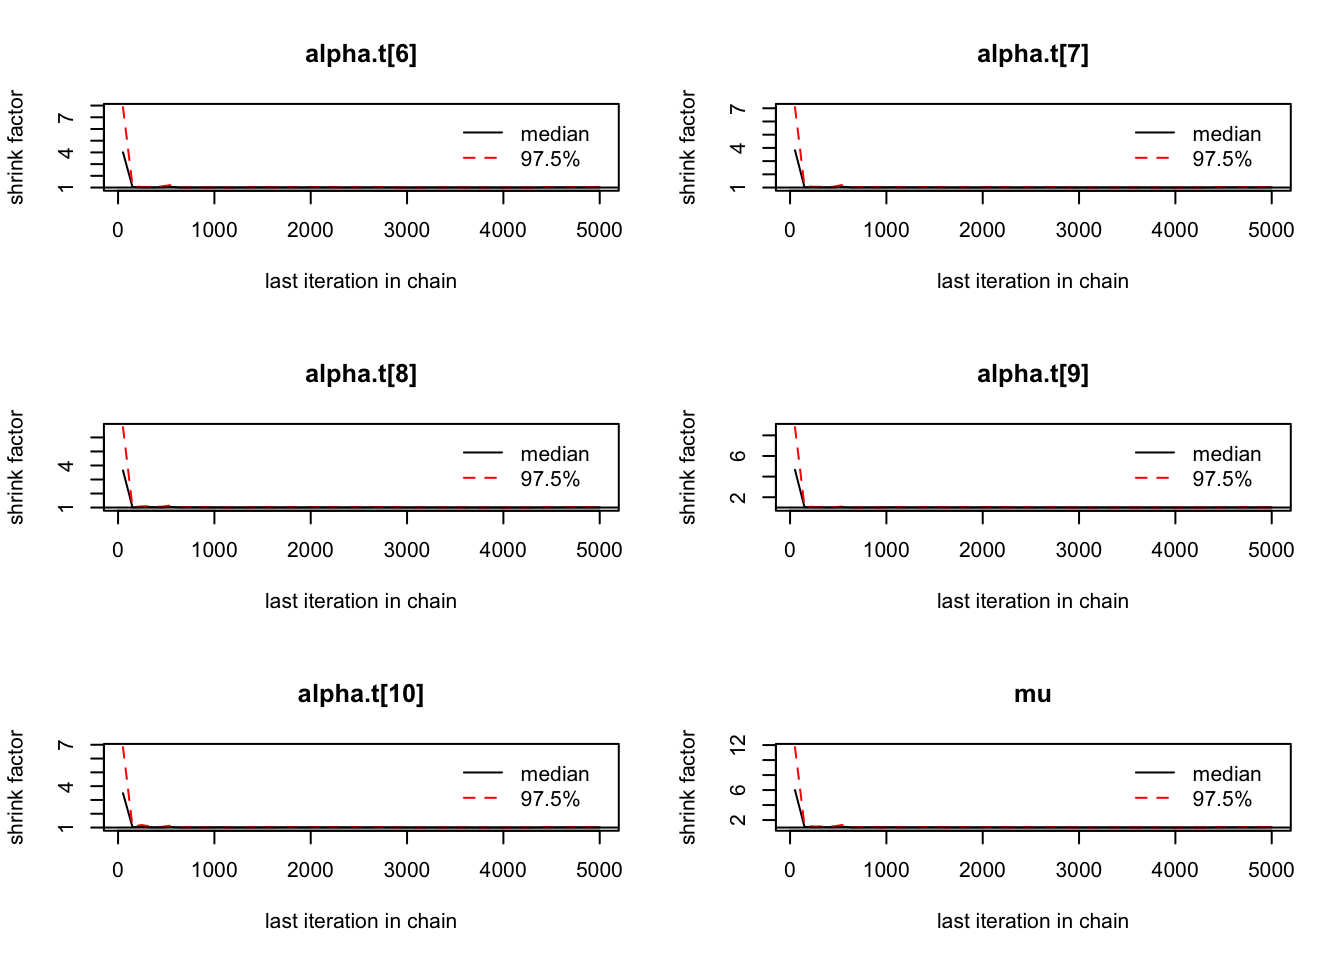 alpha.t[6]
shrink factor
7
4
1
median
97.5%
0 1000 2000 3000 4000 5000
last iteration in chain
alpha.t[7]
shrink factor
7
4
1
median
97.5%
0 1000 2000 3000 4000 5000
last iteration in chain
alpha.t[8]
shrink factor
4
1
median
97.5%
0 1000 2000 3000 4000 5000
last iteration in chain
alpha.t[9]
shrink factor
6
2
median
97.5%
0 1000 2000 3000 4000 5000
last iteration in chain
alpha.t[10]
shrink factor
7
4
1
median
97.5%
0 1000 2000 3000 4000 5000
last iteration in chain
mu
shrink factor
12
6
2
median
97.5%
0 1000 2000 3000 4000 5000
last iteration in chain